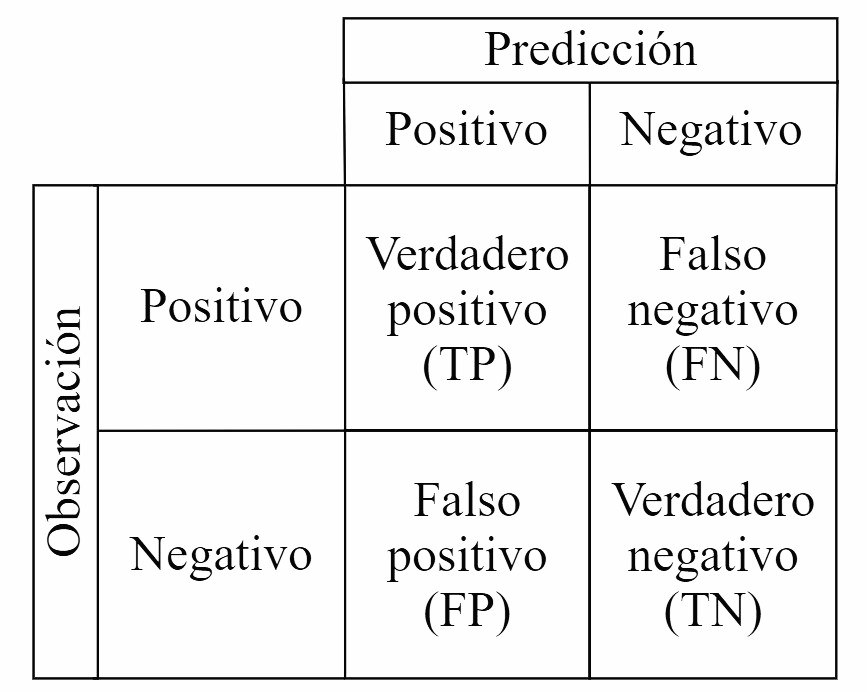 Predicción
Positivo Negativo
Observación
Positivo
Verdadero
positivo
(TP)
Falso
negativo
(FN)
Negativo
Falso
positivo
(FP)
Verdadero
negativo
(TN)